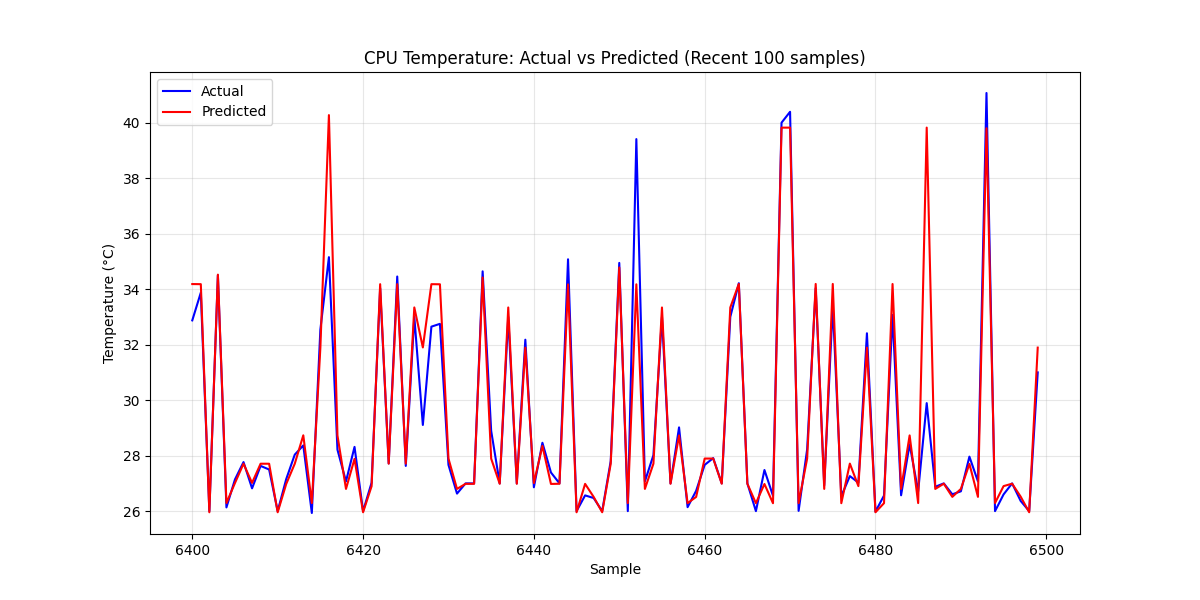 CPU Temperature: Actual vs Predicted (Recent 100 samples)
Actual
Predicted
Temperature (°C)
40
38
36
34
32
30
28
26
6400
6420
6440
6460
6480
6500
Sample